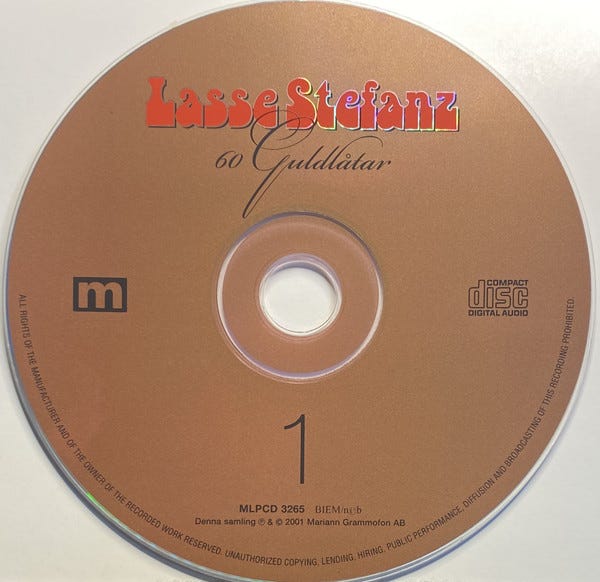 Lasse Stefanz
60 Guldlåtar
m
COMPACT
disc
DIGITAL AUDIO
1
MLPCD 3265 BIEM/n©b
Denna samling ℗ & © 2001 Mariann Grammofon AB
ALL RIGHTS OF THE MANUFACTURER AND OF THE OWNER OF THE RECORDED WORK RESERVED. UNAUTHORIZED COPYING, LENDING, HIRING, PUBLIC PERFORMANCE, DIFFUSION AND BROADCASTING OF THIS RECORDING PROHIBITED.